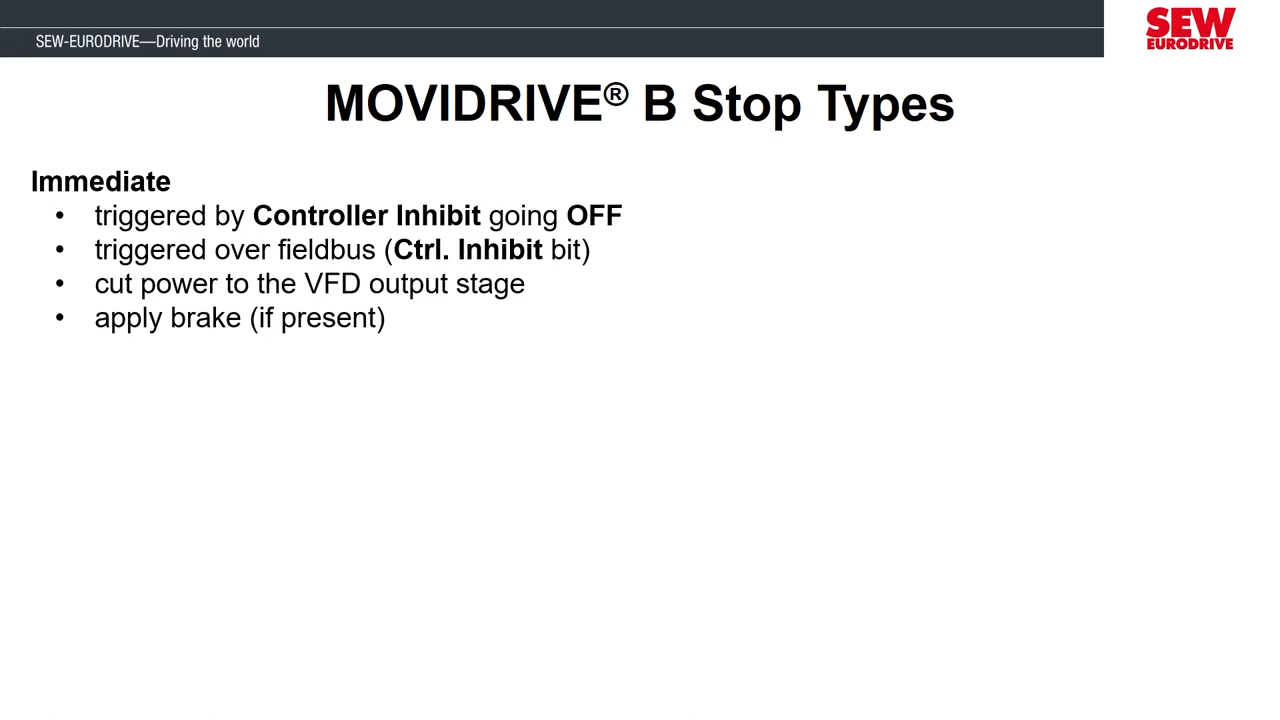 SEW-EURODRIVE—Driving the world
SEW
EURODRIVE
MOVIDRIVE® B Stop Types
Immediate
• triggered by Controller Inhibit going OFF
• triggered over fieldbus (Ctrl. Inhibit bit)
• cut power to the VFD output stage
• apply brake (if present)